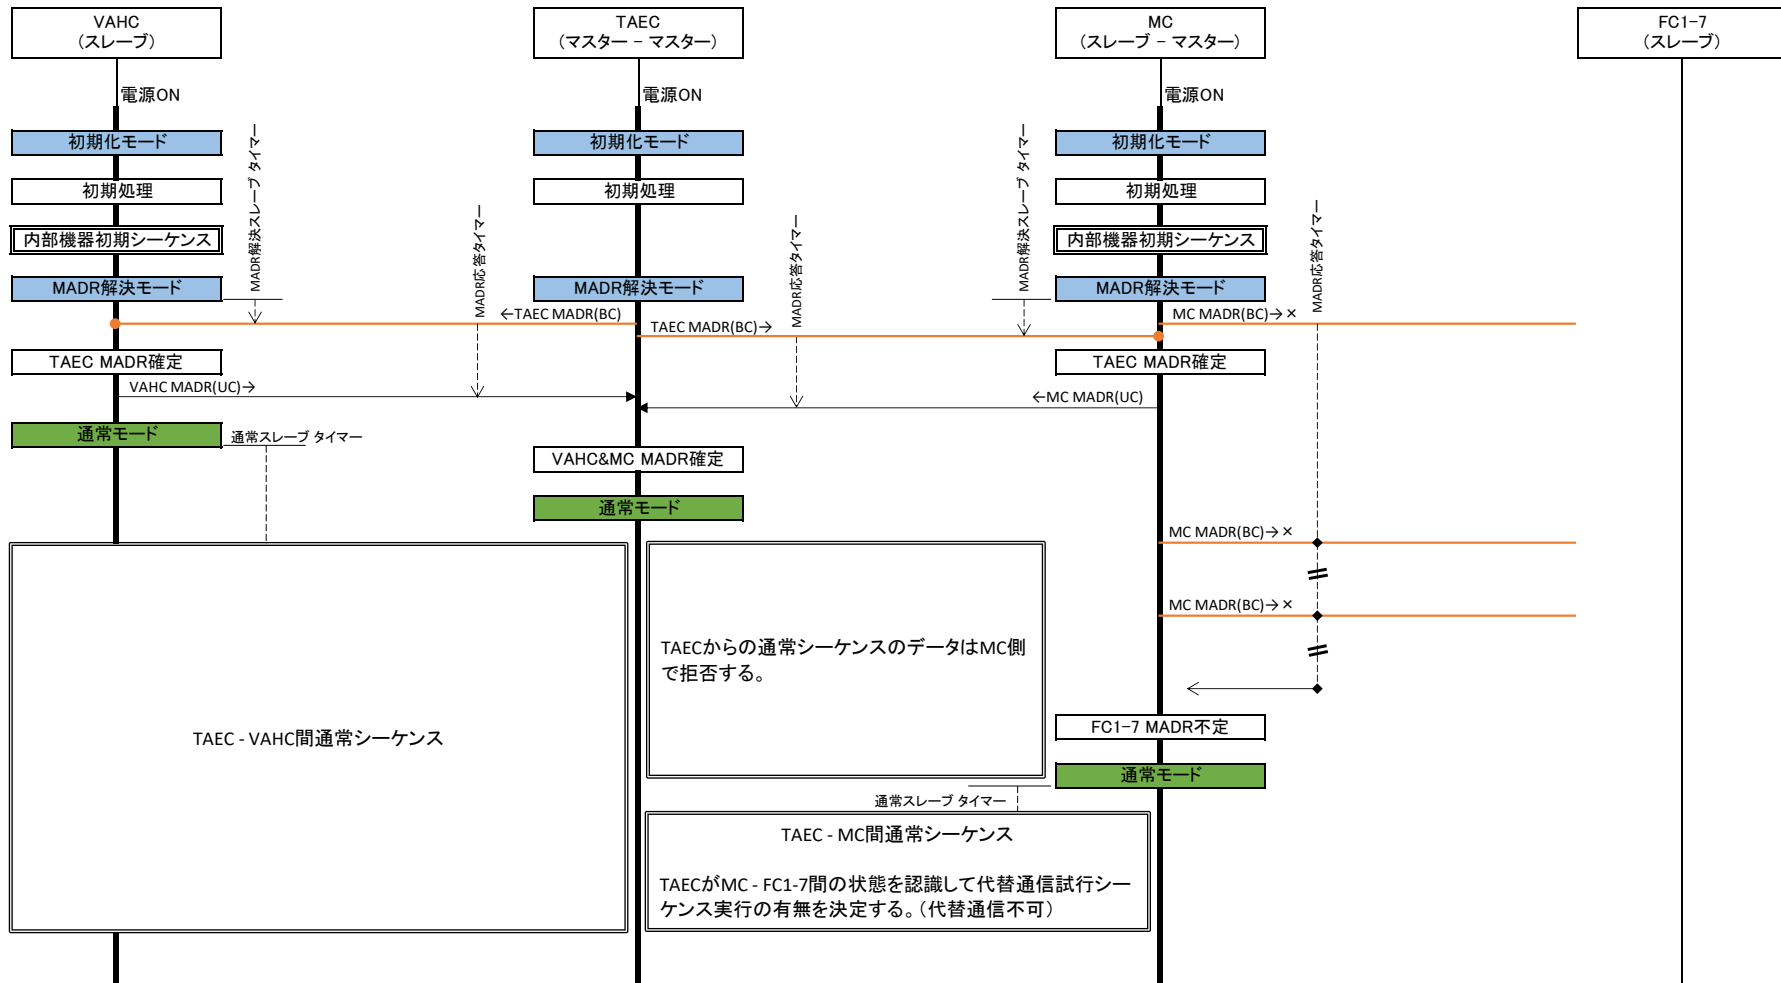 VAHC
（スレーブ）
TAEC
（マスター − マスター）
MC
（スレーブ − マスター）
FC1-7
（スレーブ）
電源ON
電源ON
電源ON
初期化モード
初期化モード
初期化モード
初期処理
初期処理
初期処理
内部機器初期シーケンス
内部機器初期シーケンス
MADR解決スレーブ タイマー
MADR応答タイマー
MADR応答タイマー
MADR解決スレーブ タイマー
MADR応答タイマー
MADR解決モード
MADR解決モード
MADR解決モード
←TAEC MADR(BC)
TAEC MADR(BC)→
MC MADR(BC)→×
TAEC MADR確定
TAEC MADR確定
VAHC MADR(UC)→
←MC MADR(UC)
通常モード
通常スレーブ タイマー
VAHC&MC MADR確定
通常モード
MC MADR(BC)→×
MC MADR(BC)→×
TAECからの通常シーケンスのデータはMC側
で拒否する。
TAEC - VAHC間通常シーケンス
FC1-7 MADR不定
通常モード
通常スレーブ タイマー
TAEC - MC間通常シーケンス
TAECがMC - FC1-7間の状態を認識して代替通信試行シー
ケンス実行の有無を決定する。（代替通信不可）